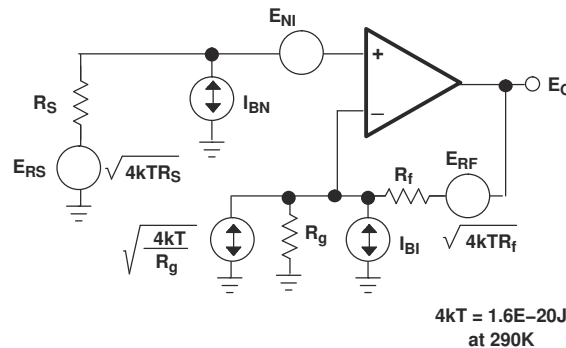 E_NI
E_O
+
−
R_S
I_BN
E_RS
√4kTR_S
R_f
E_RF
√4kT/R_g
R_g
I_BI
√4kTR_f
4kT = 1.6E−20J
at 290K